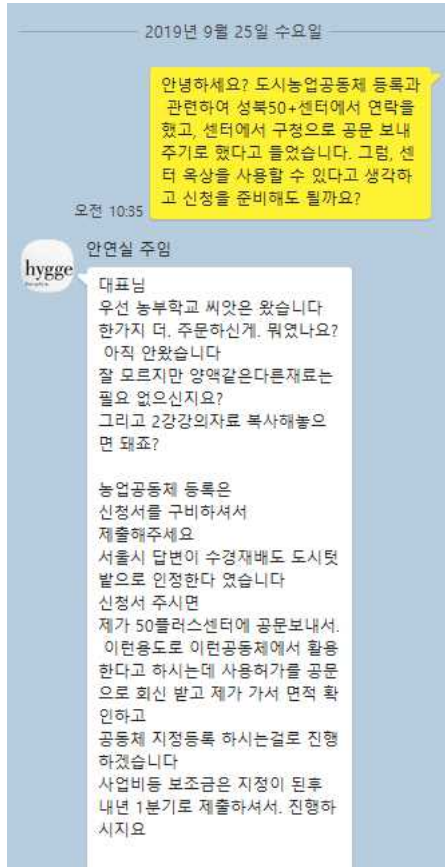 2019년 9월 25일 수요일
안녕하세요? 도시농업공동체 등록과
관련하여 성북50+센터에서 연락을
했고, 센터에서 구청으로 공문 보내
주기로 했다고 들었습니다. 그럼, 센
터 옥상을 사용할 수 있다고 생각하
고 신청을 준비해도 될까요?
오전 10:35
안연실 주임
hygge
대표님
우선 농부학교 씨앗은 왔습니다
한가지 더. 주문하신게. 뭐였나요?
아직 안왔습니다
잘 모르지만 양액같은다른재료는
필요 없으신지요?
그리고 2강강의자료 복사해놓으
면 돼죠?
농업공동체 등록은
신청서를 구비하셔서
제출해주세요
서울시 답변이 수경재배도 도시텃
밭으로 인정한다 였습니다
신청서 주시면
제가 50플러스센터에 공문보내서.
이런용도로 이런공동체에서 활용
한다고 하시는데 사용허가를 공문
으로 회신 받고 제가 가서 면적 확
인하고
공동체 지정등록 하시는걸로 진행
하겠습니다
사업비등 보조금은 지정이 된후
내년 1분기로 제출하셔서. 진행하
시지요